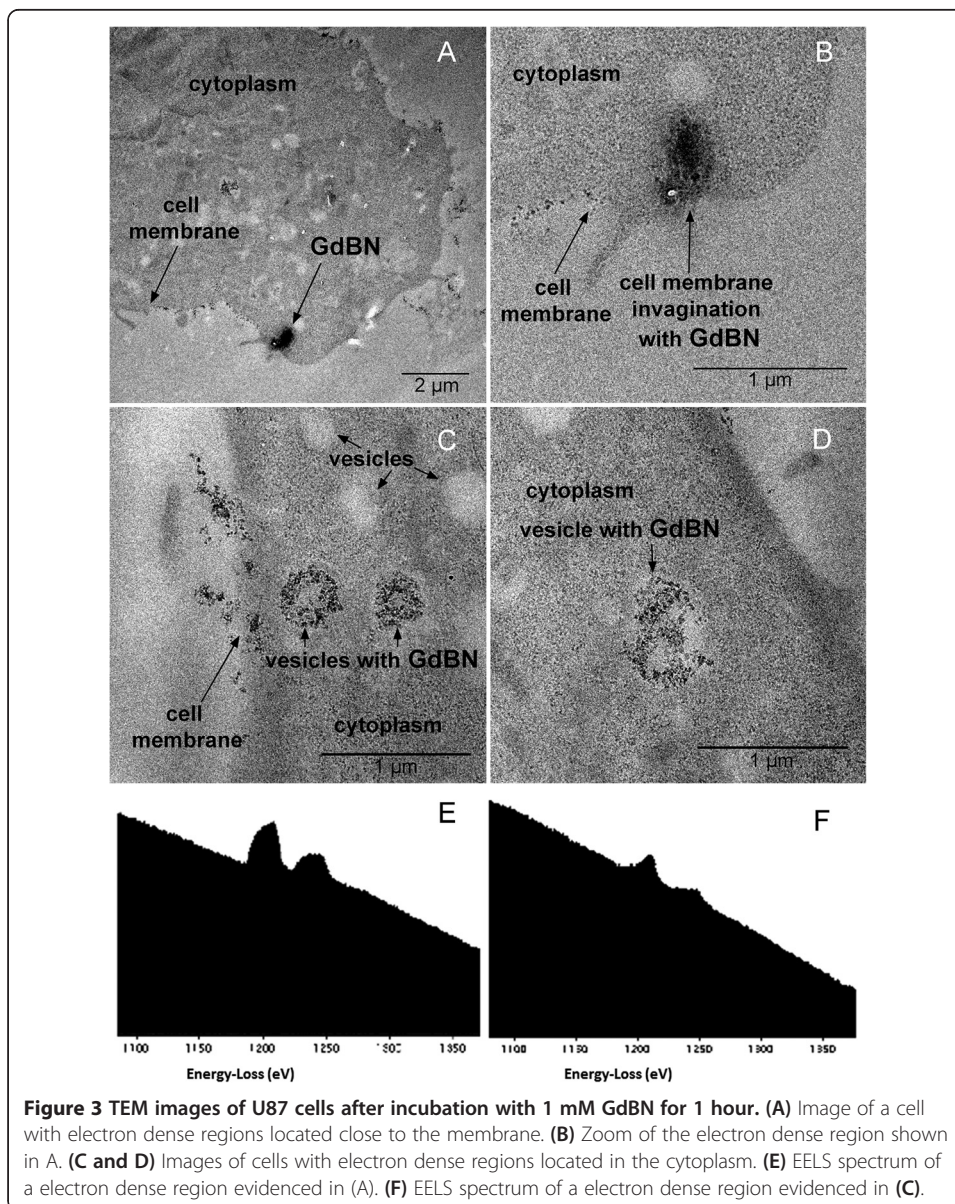 A
cytoplasm
cell
membrane
GdBN
2 µm
B
cytoplasm
cell
membrane
cell membrane
invagination
with GdBN
1 µm
C
vesicles
vesicles with GdBN
cell
membrane
cytoplasm
1 µm
D
cytoplasm
vesicle with GdBN
1 µm
E
1100 1200 1250 1300 1350
Energy-Loss (eV)
F
1100 1200 1250 1300 1350
Energy-Loss (eV)
Figure 3 TEM images of U87 cells after incubation with 1 mM GdBN for 1 hour. (A) Image of a cell
with electron dense regions located close to the membrane. (B) Zoom of the electron dense region shown
in A. (C and D) Images of cells with electron dense regions located in the cytoplasm. (E) EELS spectrum of
a electron dense region evidenced in (A). (F) EELS spectrum of a electron dense region evidenced in (C).